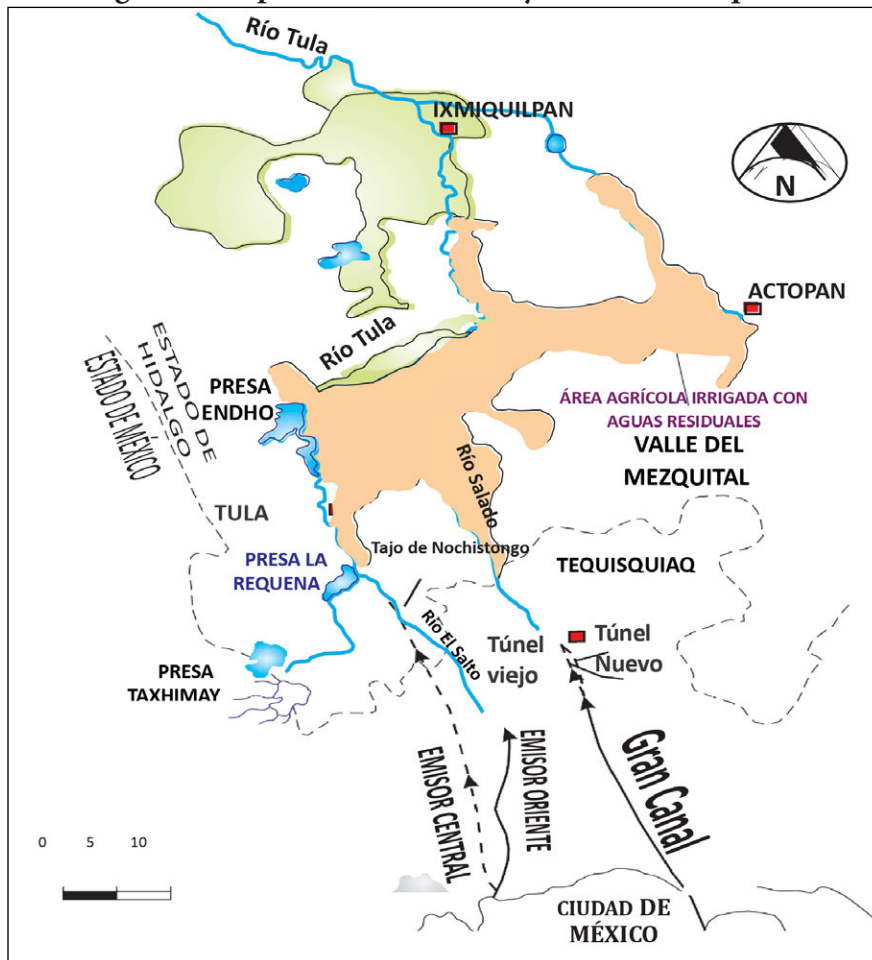 Río Tula
IXMIQUILPAN
N
ACTOPAN
Río Tula
ESTADO DE
HIDALGO
ESTADO DE MÉXICO
PRESA
ENDHO
ÁREA AGRÍCOLA IRRIGADA CON
AGUAS RESIDUALES
VALLE DEL
MEZQUITAL
Río Salado
TULA
Tajo de Nochistongo
PRESA LA
REQUENA
TEQUISQUIAQ
Río El Salto
Túnel
viejo
Túnel
Nuevo
PRESA
TAXHIMAY
EMISOR CENTRAL
EMISOR ORIENTE
Gran Canal
0 5 10
CIUDAD DE
MÉXICO